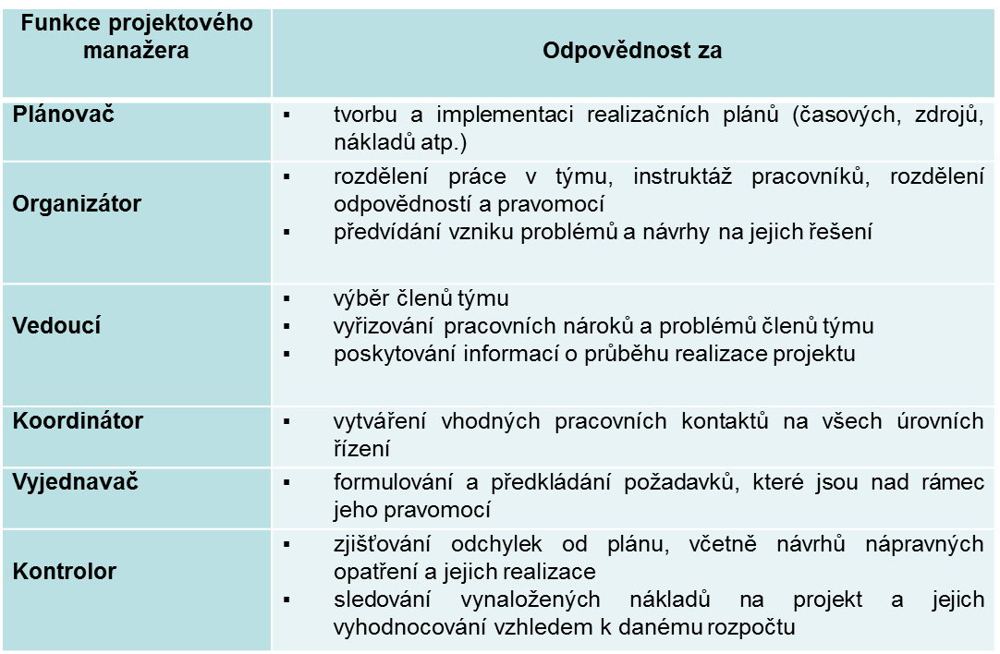 Funkce projektového
manažera
Odpovědnost za
Plánovač
▪ tvorbu a implementaci realizačních plánů (časových, zdrojů,
nákladů atp.)
Organizátor
▪ rozdělení práce v týmu, instruktáž pracovníků, rozdělení
odpovědností a pravomocí
▪ předvídání vzniku problémů a návrhy na jejich řešení
Vedoucí
▪ výběr členů týmu
▪ vyřizování pracovních nároků a problémů členů týmu
▪ poskytování informací o průběhu realizace projektu
Koordinátor
▪ vytváření vhodných pracovních kontaktů na všech úrovních
řízení
Vyjednavač
▪ formulování a předkládání požadavků, které jsou nad rámec
jeho pravomocí
Kontrolor
▪ zjišťování odchylek od plánu, včetně návrhů nápravných
opatření a jejich realizace
▪ sledování vynaložených nákladů na projekt a jejich
vyhodnocování vzhledem k danému rozpočtu